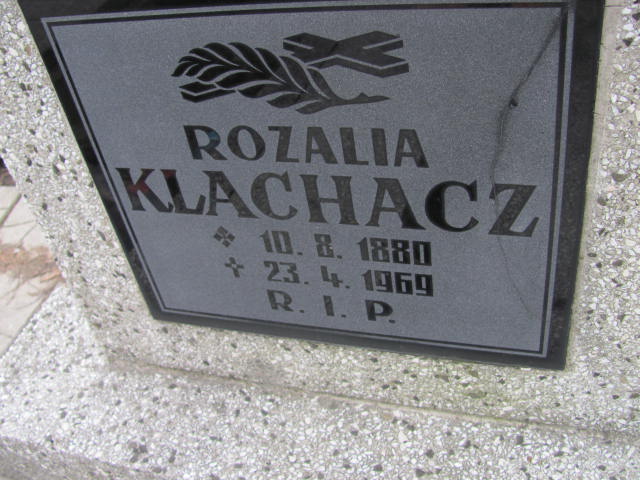 ROZALIA
KLACHACZ
10. 8. 1880
✝ 23. 4. 1969
R. I. P.